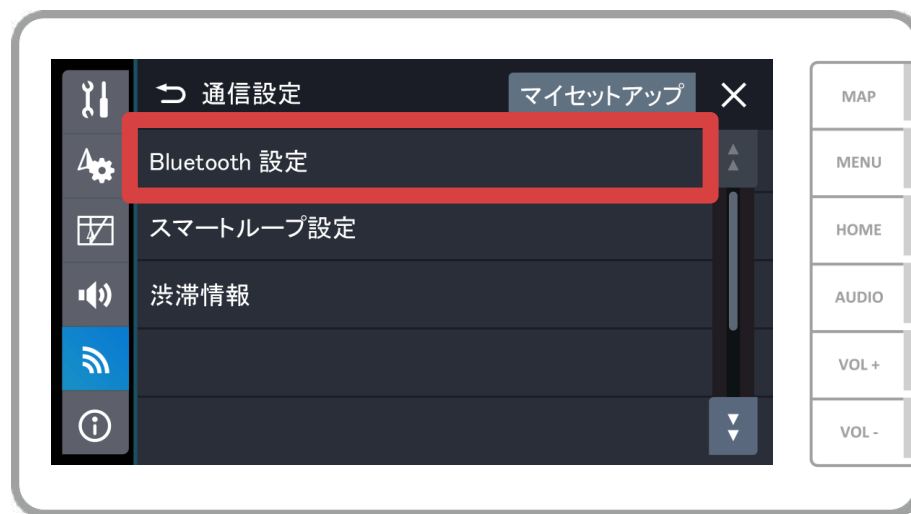 通信設定
マイセットアップ
Bluetooth 設定
スマートループ設定
渋滞情報
MAP
MENU
HOME
AUDIO
VOL +
VOL -